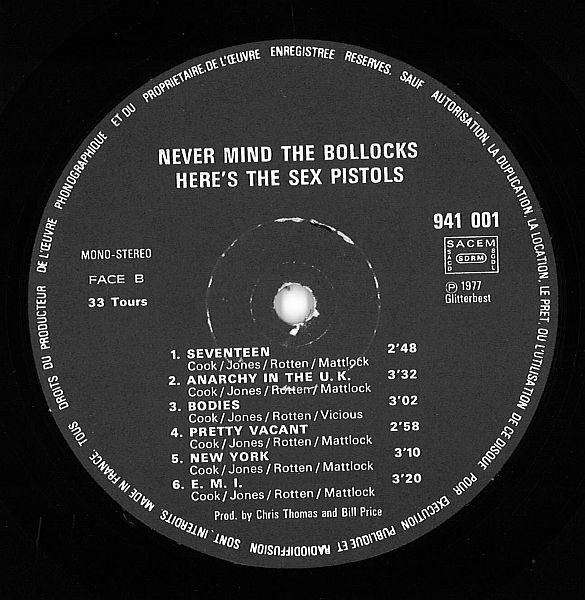 TOUS DROITS DU PRODUCTEUR DE L'ŒUVRE PHONOGRAPHIQUE ET DU PROPRIETAIRE.DE L'ŒUVRE ENREGISTREE RESERVES, SAUF AUTORISATION, LA DUPLICATION, LA LOCATION, LE PRET, OU L'UTILISATION DE CE DISQUE POUR EXECUTION PUBLIQUE ET RADIODIFFUSION SONT INTERDITS MADE IN FRANCE.
NEVER MIND THE BOLLOCKS
HERE'S THE SEX PISTOLS
941 001
SACEM
SACD SDRM SGDL
MONO-STEREO
FACE B
33 Tours
Ⓟ 1977
Glitterbest
1. SEVENTEEN 2'48
Cook/Jones/Rotten/Mattlock
2. ANARCHY IN THE U.K. 3'32
Cook/Jones/Rotten/Mattlock
3. BODIES 3'02
Cook/Jones/Rotten/Vicious
4. PRETTY VACANT 2'58
Cook/Jones/Rotten/Mattlock
5. NEW YORK 3'10
Cook/Jones/Rotten/Mattlock
6. E. M. I. 3'20
Cook/Jones/Rotten/Mattlock
Prod. by Chris Thomas and Bill Price